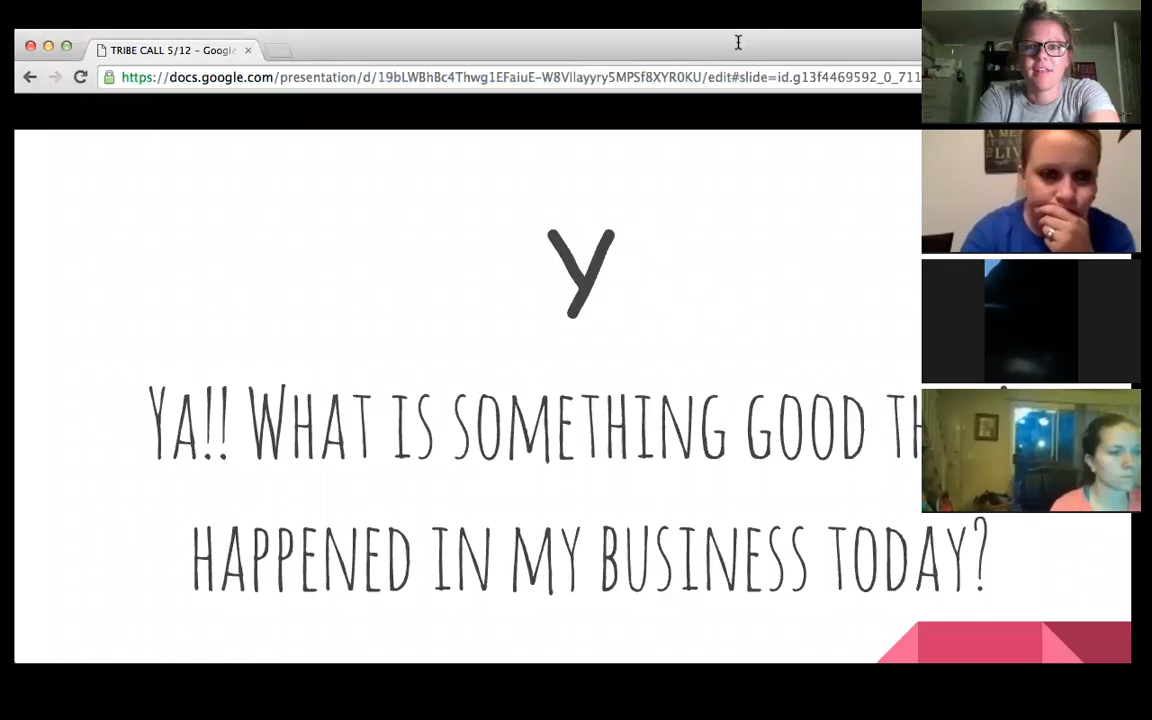 TRIBE CALL 5/12 - Google
https://docs.google.com/presentation/d/19bLWBhBc4Thwg1EFaiuE-W8Vllayyry5MPSf8XYR0KU/edit#slide=id.g13f4469592_0_711
Y
Ya!! What is something good th
happened in my business today?